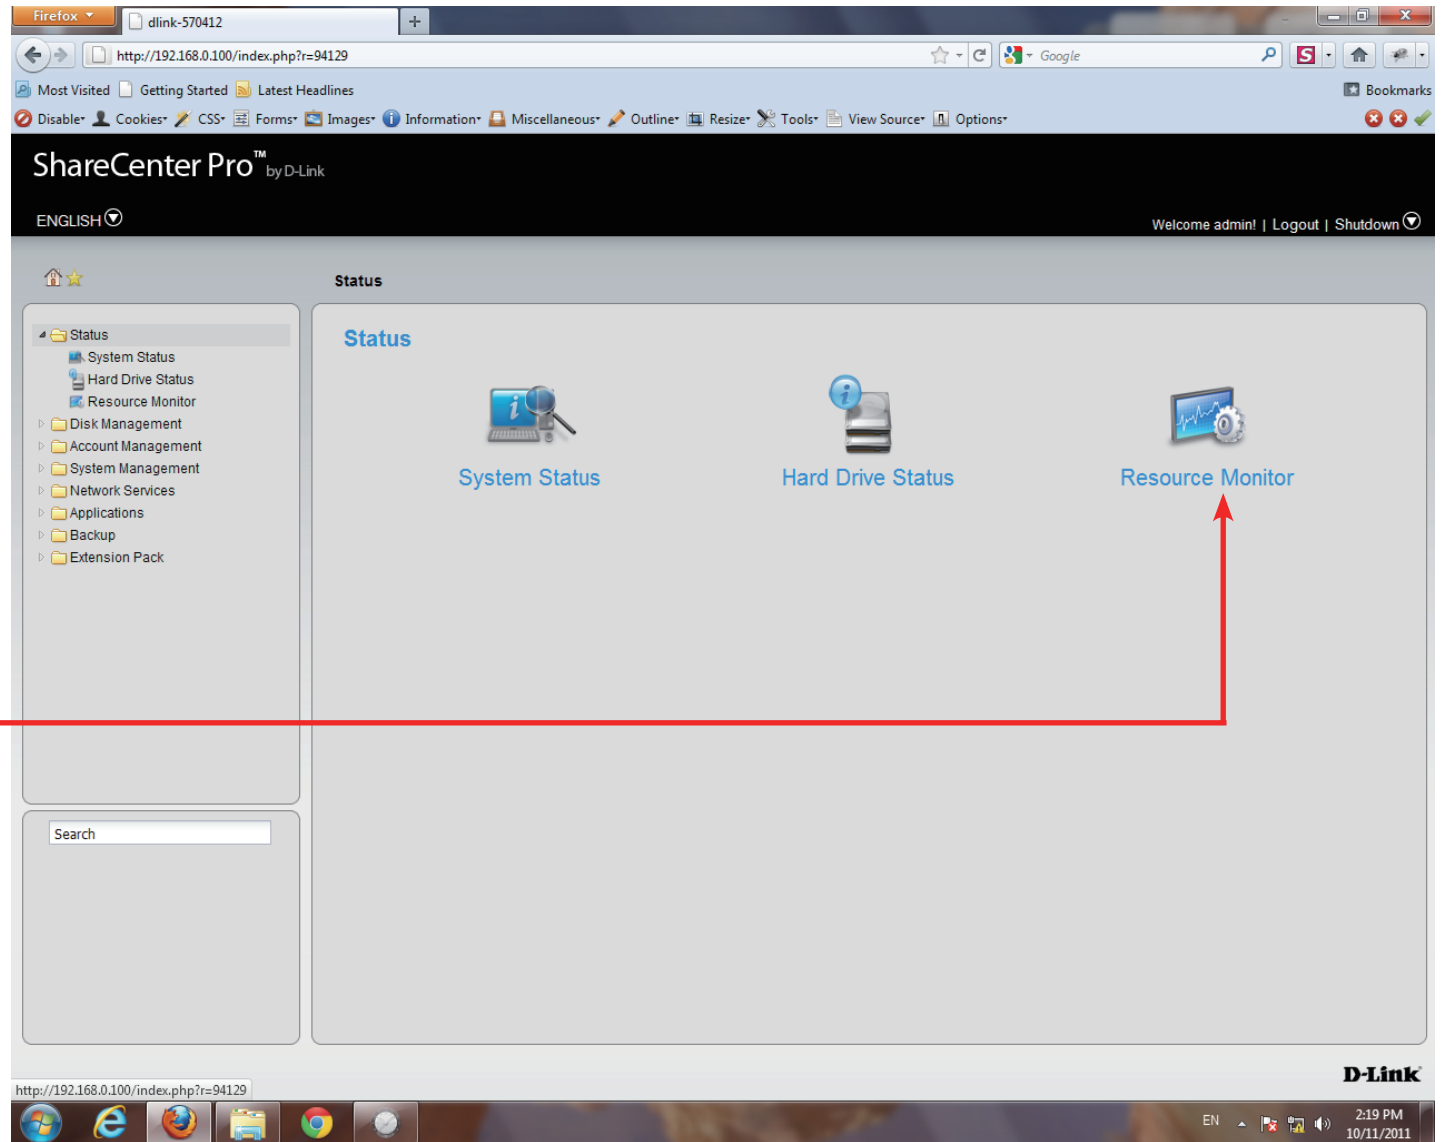 Firefox
dlink-570412
http://192.168.0.100/index.php?r=94129
Google
Most Visited Getting Started Latest Headlines Bookmarks
Disable Cookies CSS Forms Images Information Miscellaneous Outline Resize Tools View Source Options
ShareCenter Pro™ by D-Link
ENGLISH
Welcome admin! | Logout | Shutdown
Status
Status
System Status
Hard Drive Status
Resource Monitor
Disk Management
Account Management
System Management
Network Services
Applications
Backup
Extension Pack
Status
System Status
Hard Drive Status
Resource Monitor
Search
D-Link
http://192.168.0.100/index.php?r=94129
EN
2:19 PM
10/11/2011